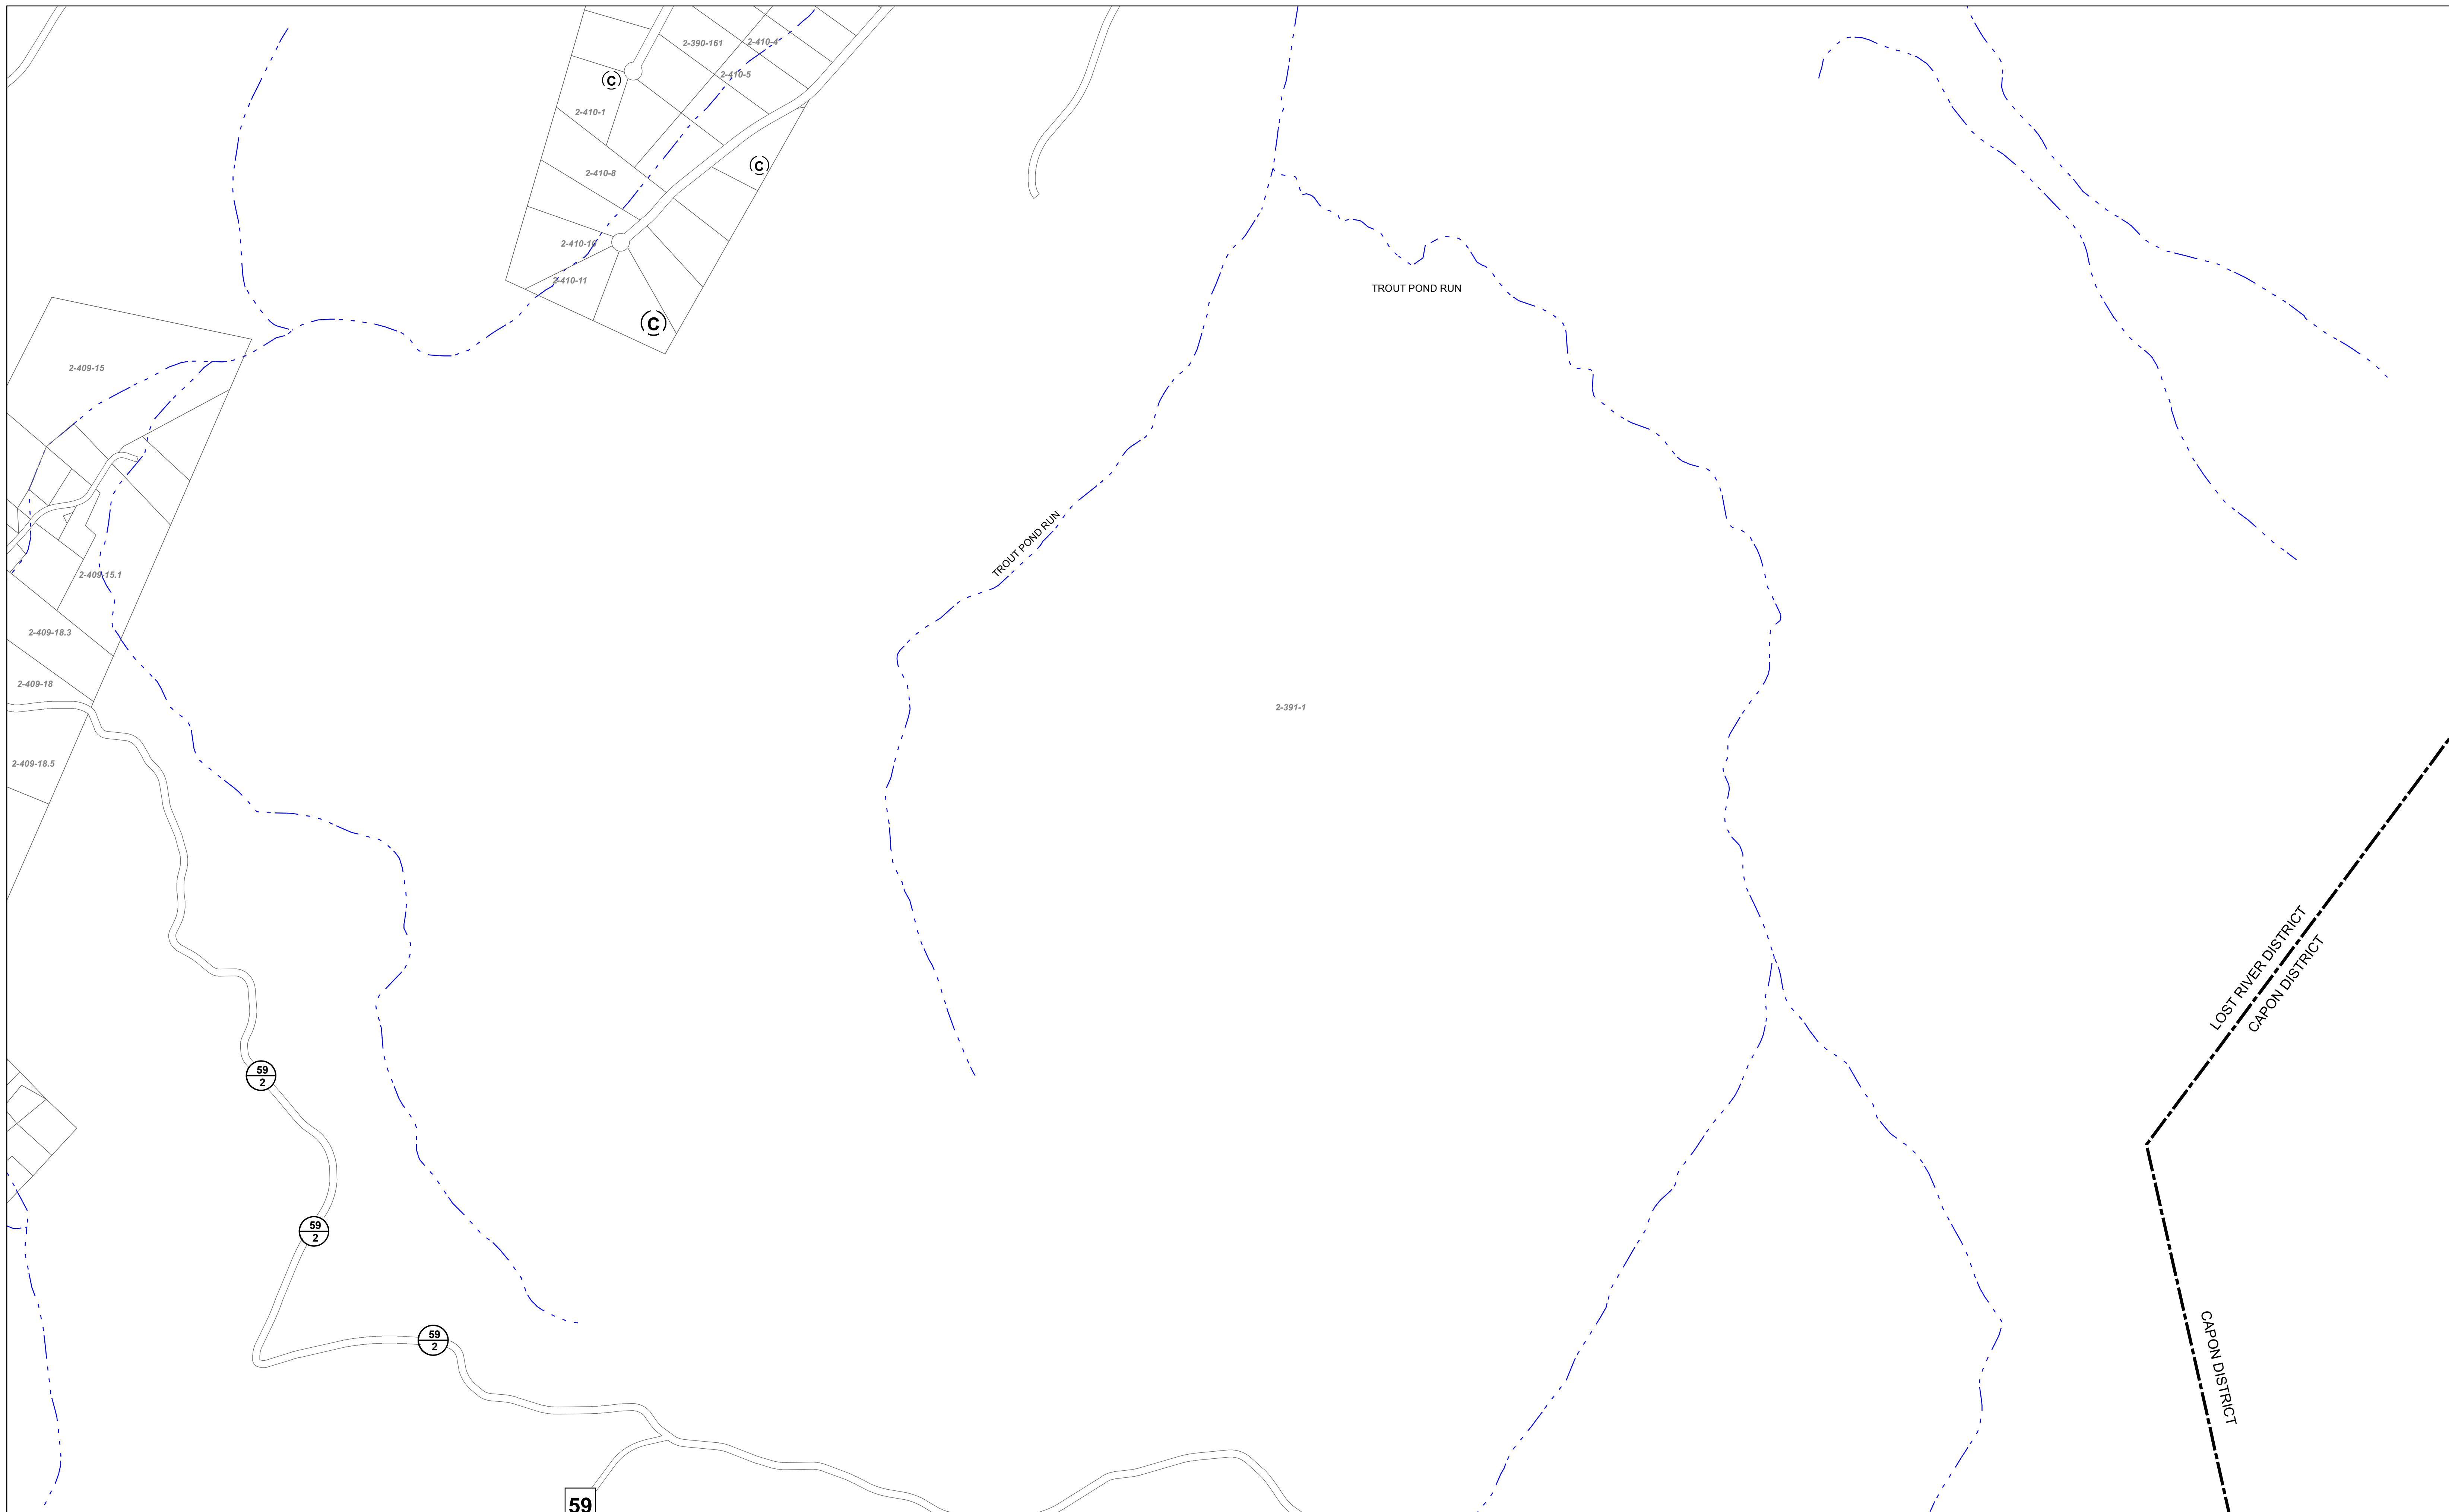 2-390-161
2-410-4
2-410-5
C
2-410-1
C
2-410-8
2-410-10
2-410-11
C
TROUT POND RUN
2-409-15
TROUT POND RUN
2-409-15.1
2-409-18.3
2-409-18
2-391-1
2-409-18.5
LOST RIVER DISTRICT
CAPON DISTRICT
59
2
59
2
59
2
CAPON DISTRICT
59